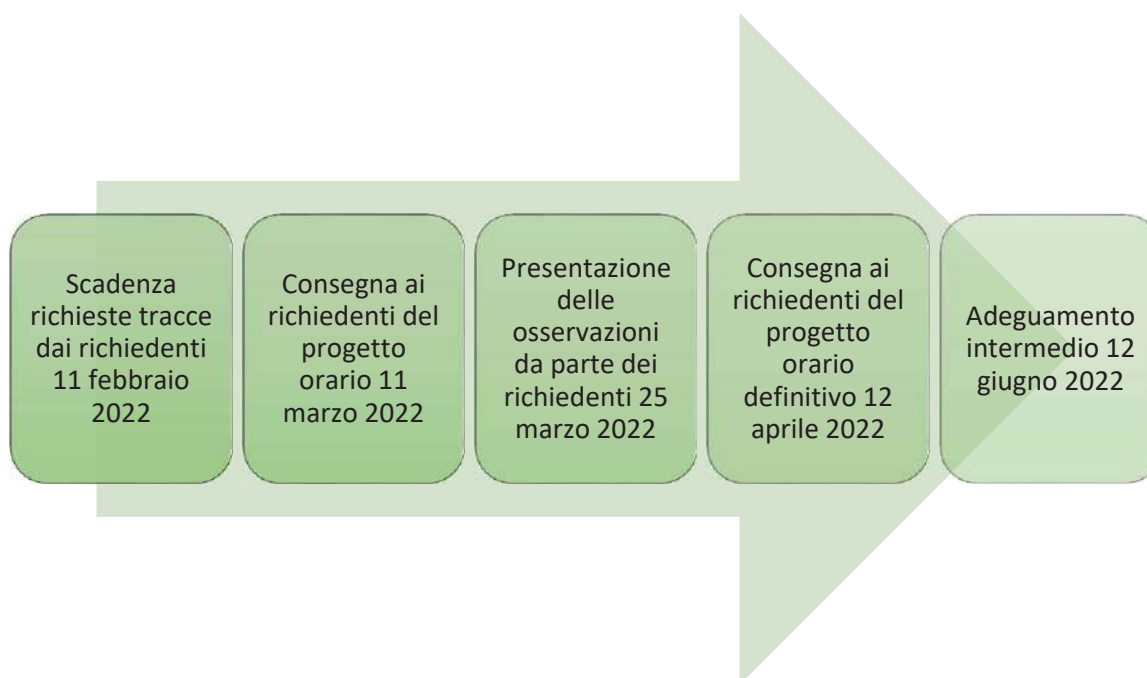 Scadenza
richieste tracce
dai richiedenti
11 febbraio
2022
Consegna ai
richiedenti del
progetto
orario 11
marzo 2022
Presentazione
delle
osservazioni
da parte dei
richiedenti 25
marzo 2022
Consegna ai
richiedenti del
progetto
orario
definitivo 12
aprile 2022
Adeguamento
intermedio 12
giugno 2022